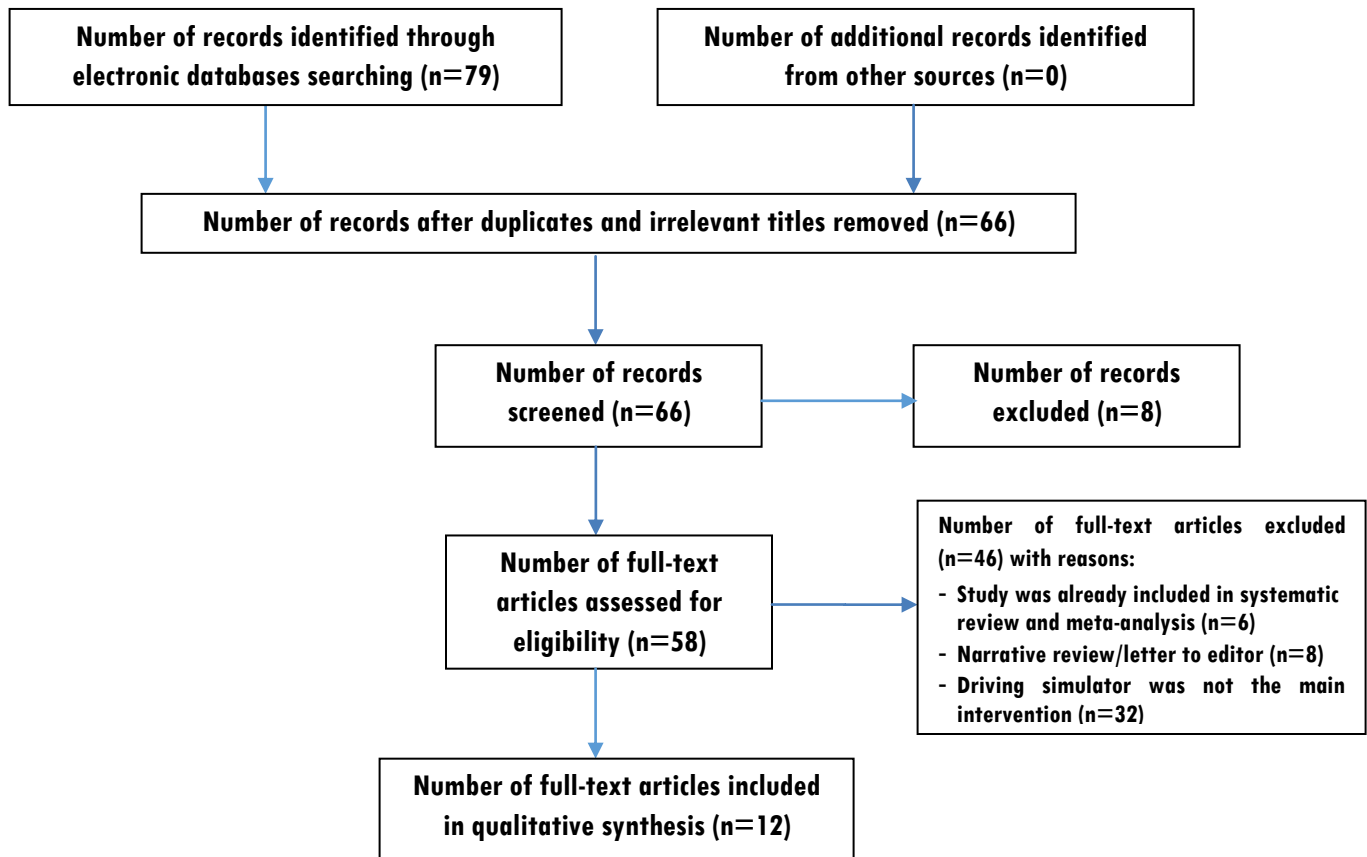 Number of records identified through
electronic databases searching (n=79)
Number of additional records identified
from other sources (n=0)
Number of records after duplicates and irrelevant titles removed (n=66)
Number of records
screened (n=66)
Number of records
excluded (n=8)
Number of full-text
articles assessed for
eligibility (n=58)
Number of full-text articles excluded
(n=46) with reasons:
- Study was already included in systematic
review and meta-analysis (n=6)
- Narrative review/letter to editor (n=8)
- Driving simulator was not the main
intervention (n=32)
Number of full-text articles included
in qualitative synthesis (n=12)